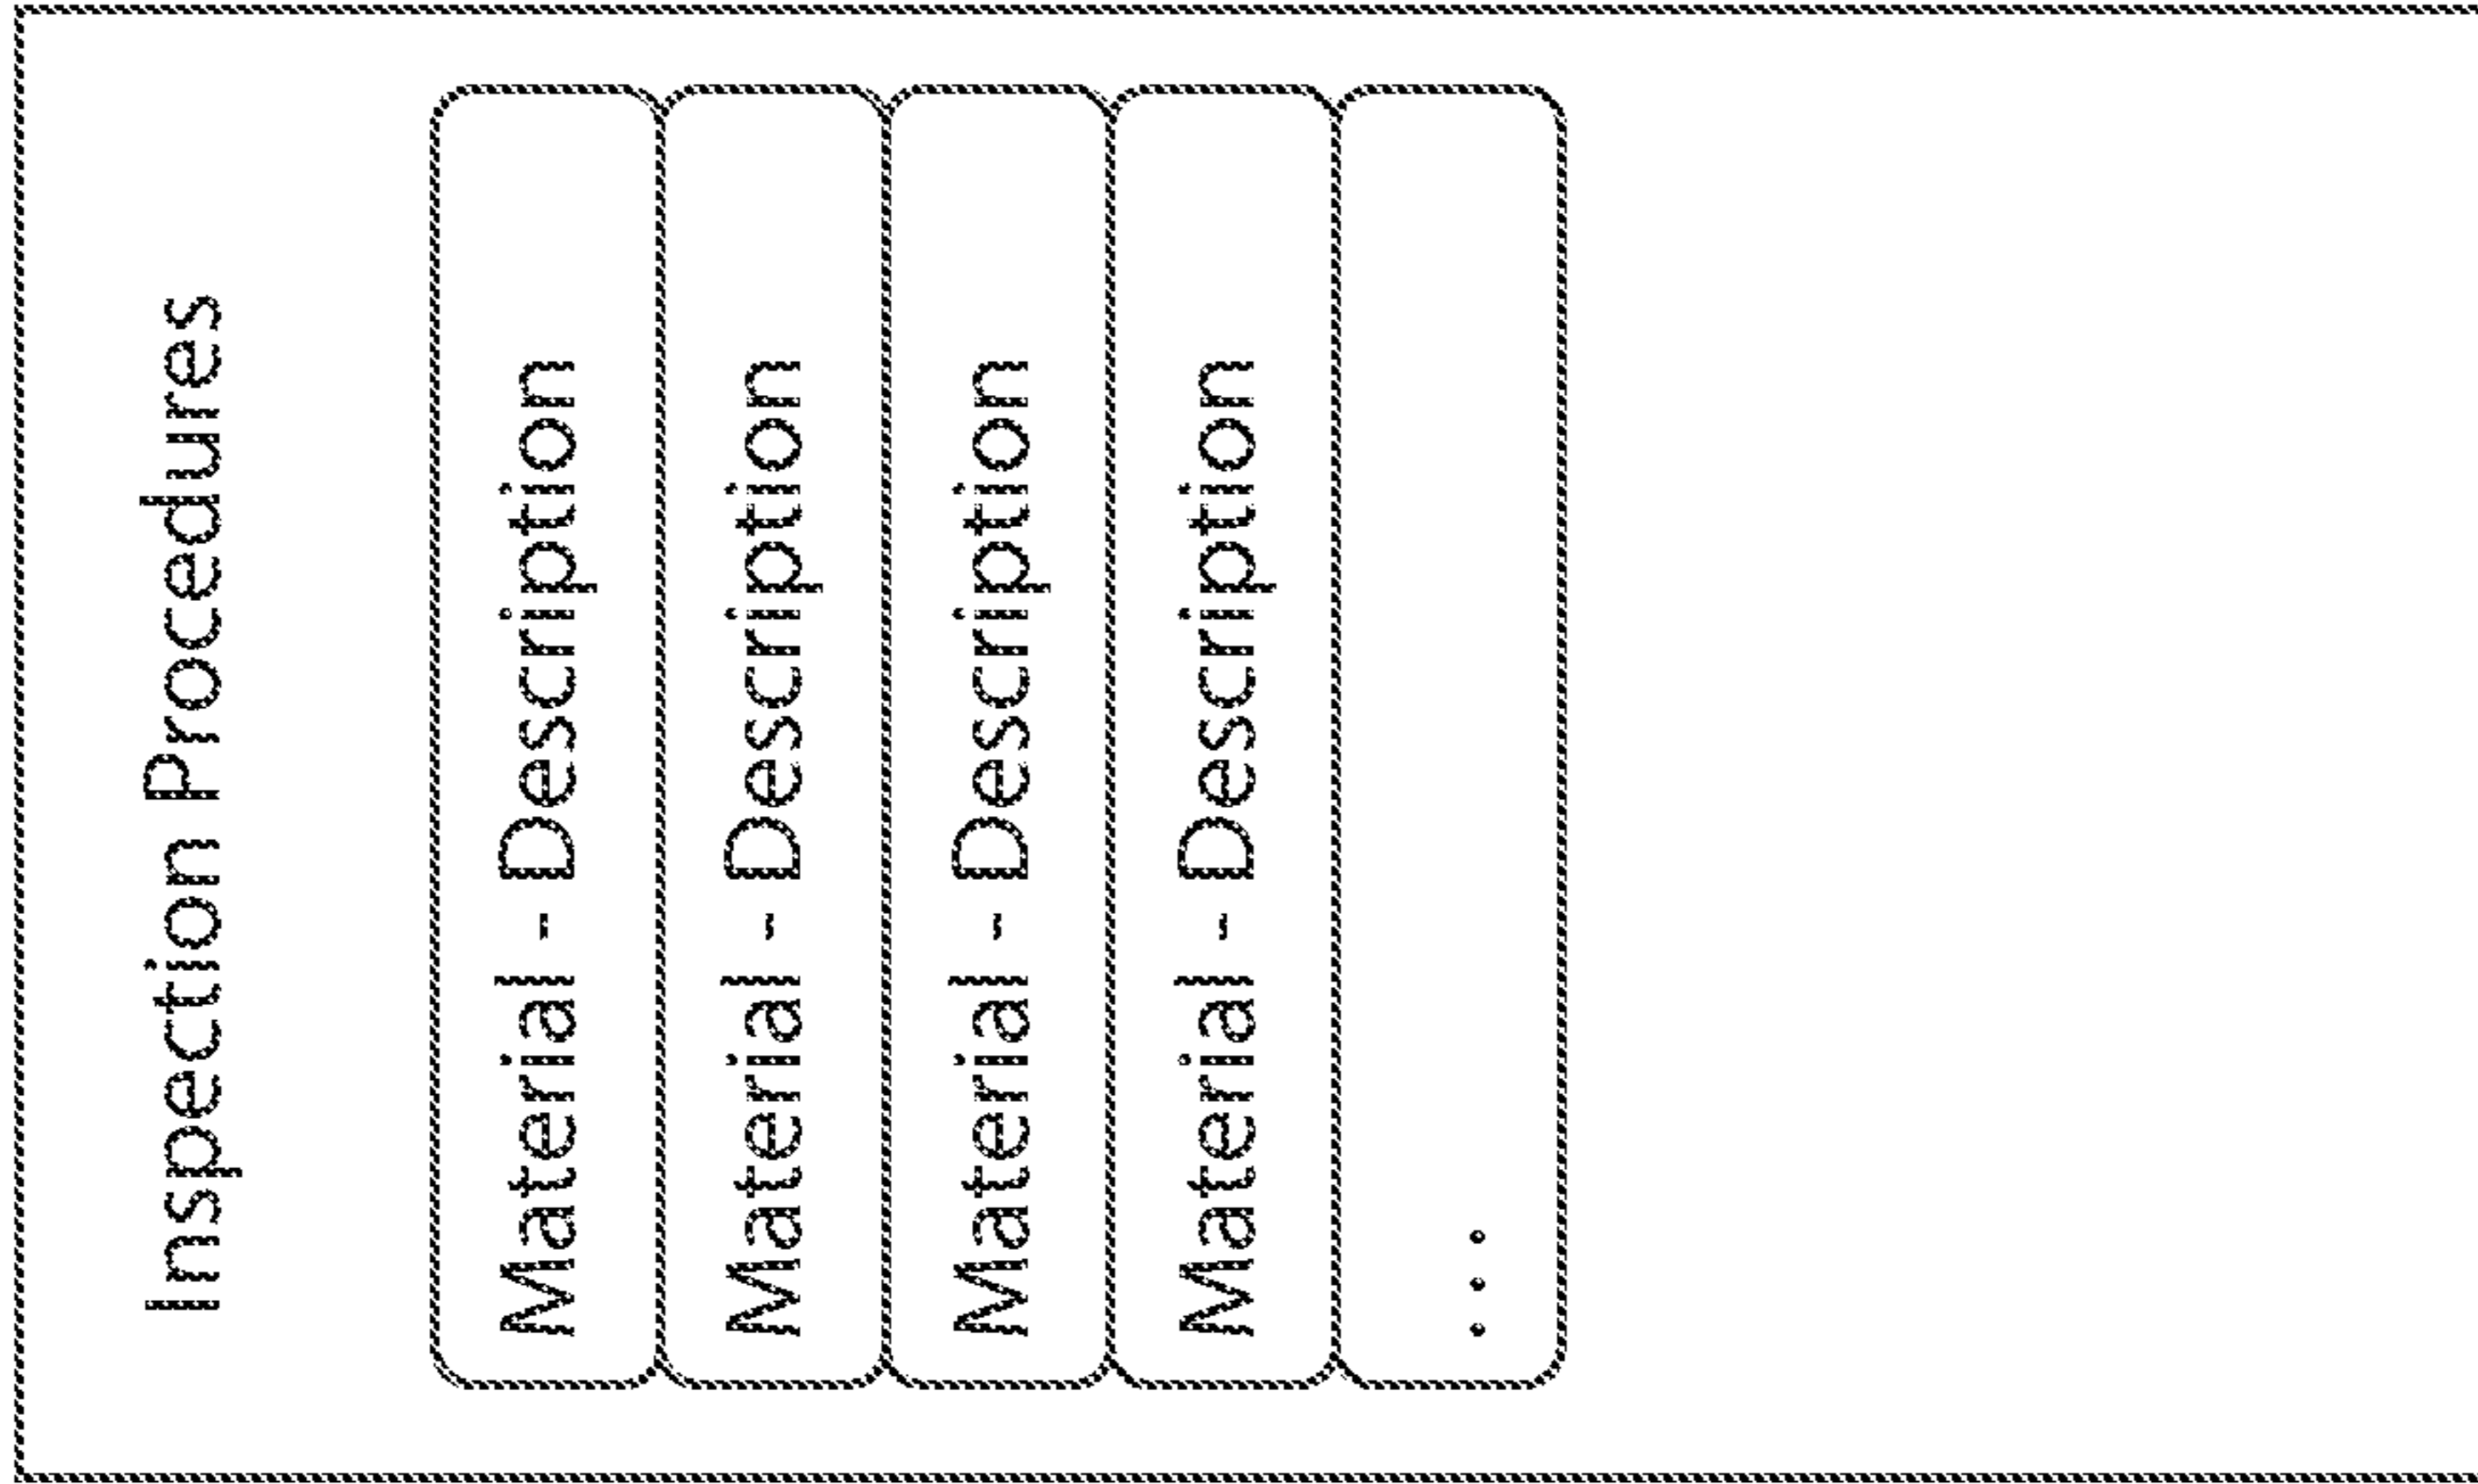 Inspection Procedures
Material - Description
Material - Description
Material - Description
Material - Description
...